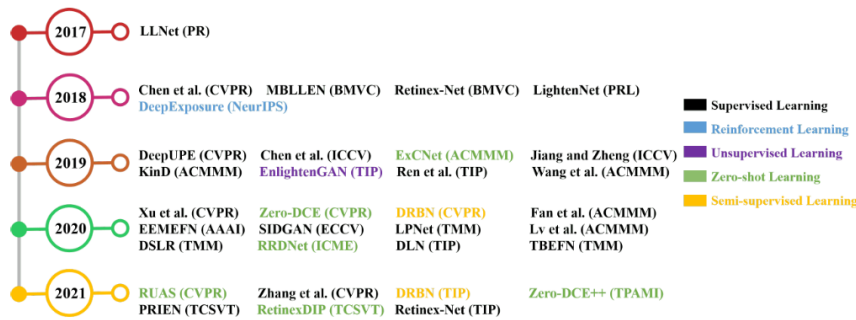 2017
LLNet (PR)
2018
Chen et al. (CVPR) MBLLEN (BMVC) Retinex-Net (BMVC) LightenNet (PRL)
DeepExposure (NeurIPS)
2019
DeepUPE (CVPR) Chen et al. (ICCV) ExCNet (ACMMM) Jiang and Zheng (ICCV)
KinD (ACMMM) EnlightenGAN (TIP) Ren et al. (TIP) Wang et al. (ACMMM)
2020
Xu et al. (CVPR) Zero-DCE (CVPR) DRBN (CVPR) Fan et al. (ACMMM)
EEMEFN (AAAI) SIDGAN (ECCV) LPNet (TMM) Lv et al. (ACMMM)
DSLR (TMM) RRDNet (ICME) DLN (TIP) TBEFN (TMM)
2021
RUAS (CVPR) Zhang et al. (CVPR) DRBN (TIP) Zero-DCE++ (TPAMI)
PRIEN (TCSVT) RetinexDIP (TCSVT) Retinex-Net (TIP)
Supervised Learning
Reinforcement Learning
Unsupervised Learning
Zero-shot Learning
Semi-supervised Learning